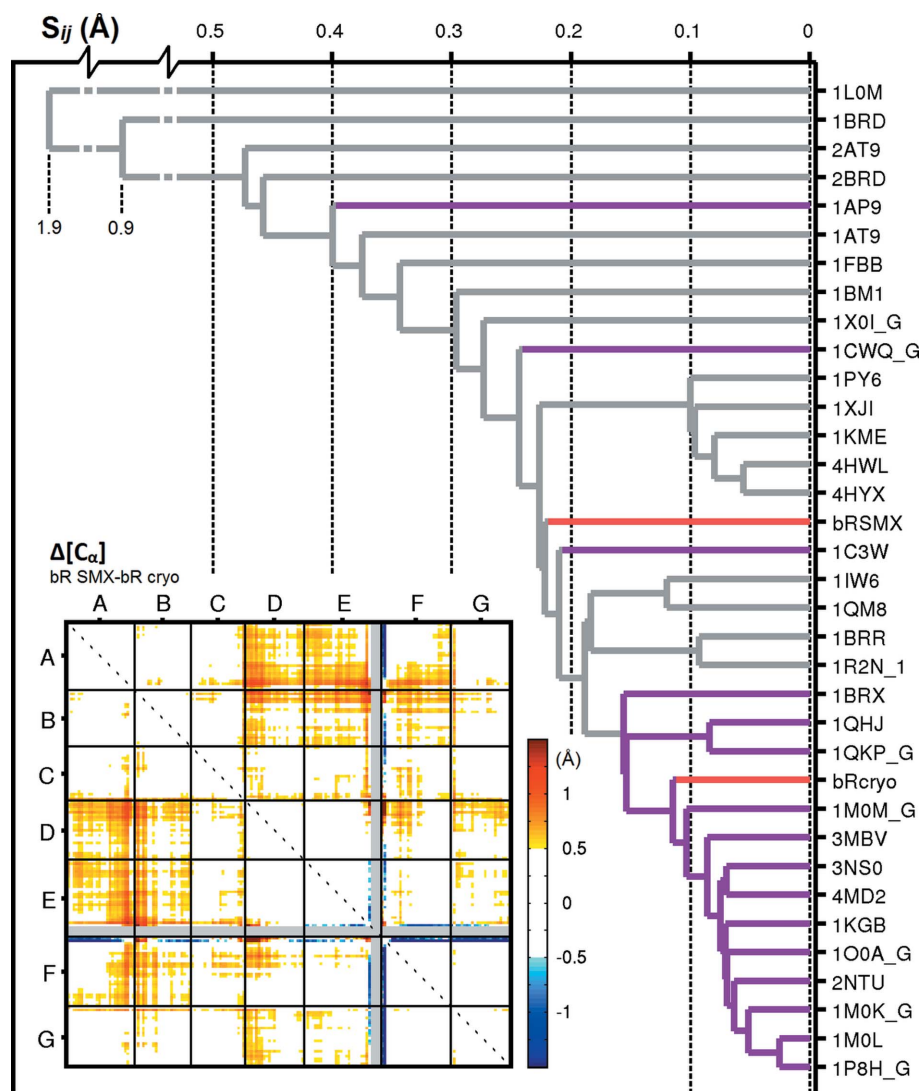 S_ij (Å) 0.5 0.4 0.3 0.2 0.1 0
1L0M
1BRD
2AT9
2BRD
1AP9
1.9 0.9
1AT9
1FBB
1BM1
1X0I_G
1CWQ_G
1PY6
1XJI
1KME
4HWL
4HYX
bRSMX
1C3W
1IW6
1QM8
1BRR
1R2N_1
1BRX
1QHJ
1QKP_G
bRcryo
1M0M_G
3MBV
3NS0
4MD2
1KGB
1O0A_G
2NTU
1M0K_G
1M0L
1P8H_G
Δ[Cα]
bR SMX-bR cryo
A B C D E F G
A
B
C
D
E
F
G
(Å)
1
0.5
0
-0.5
-1